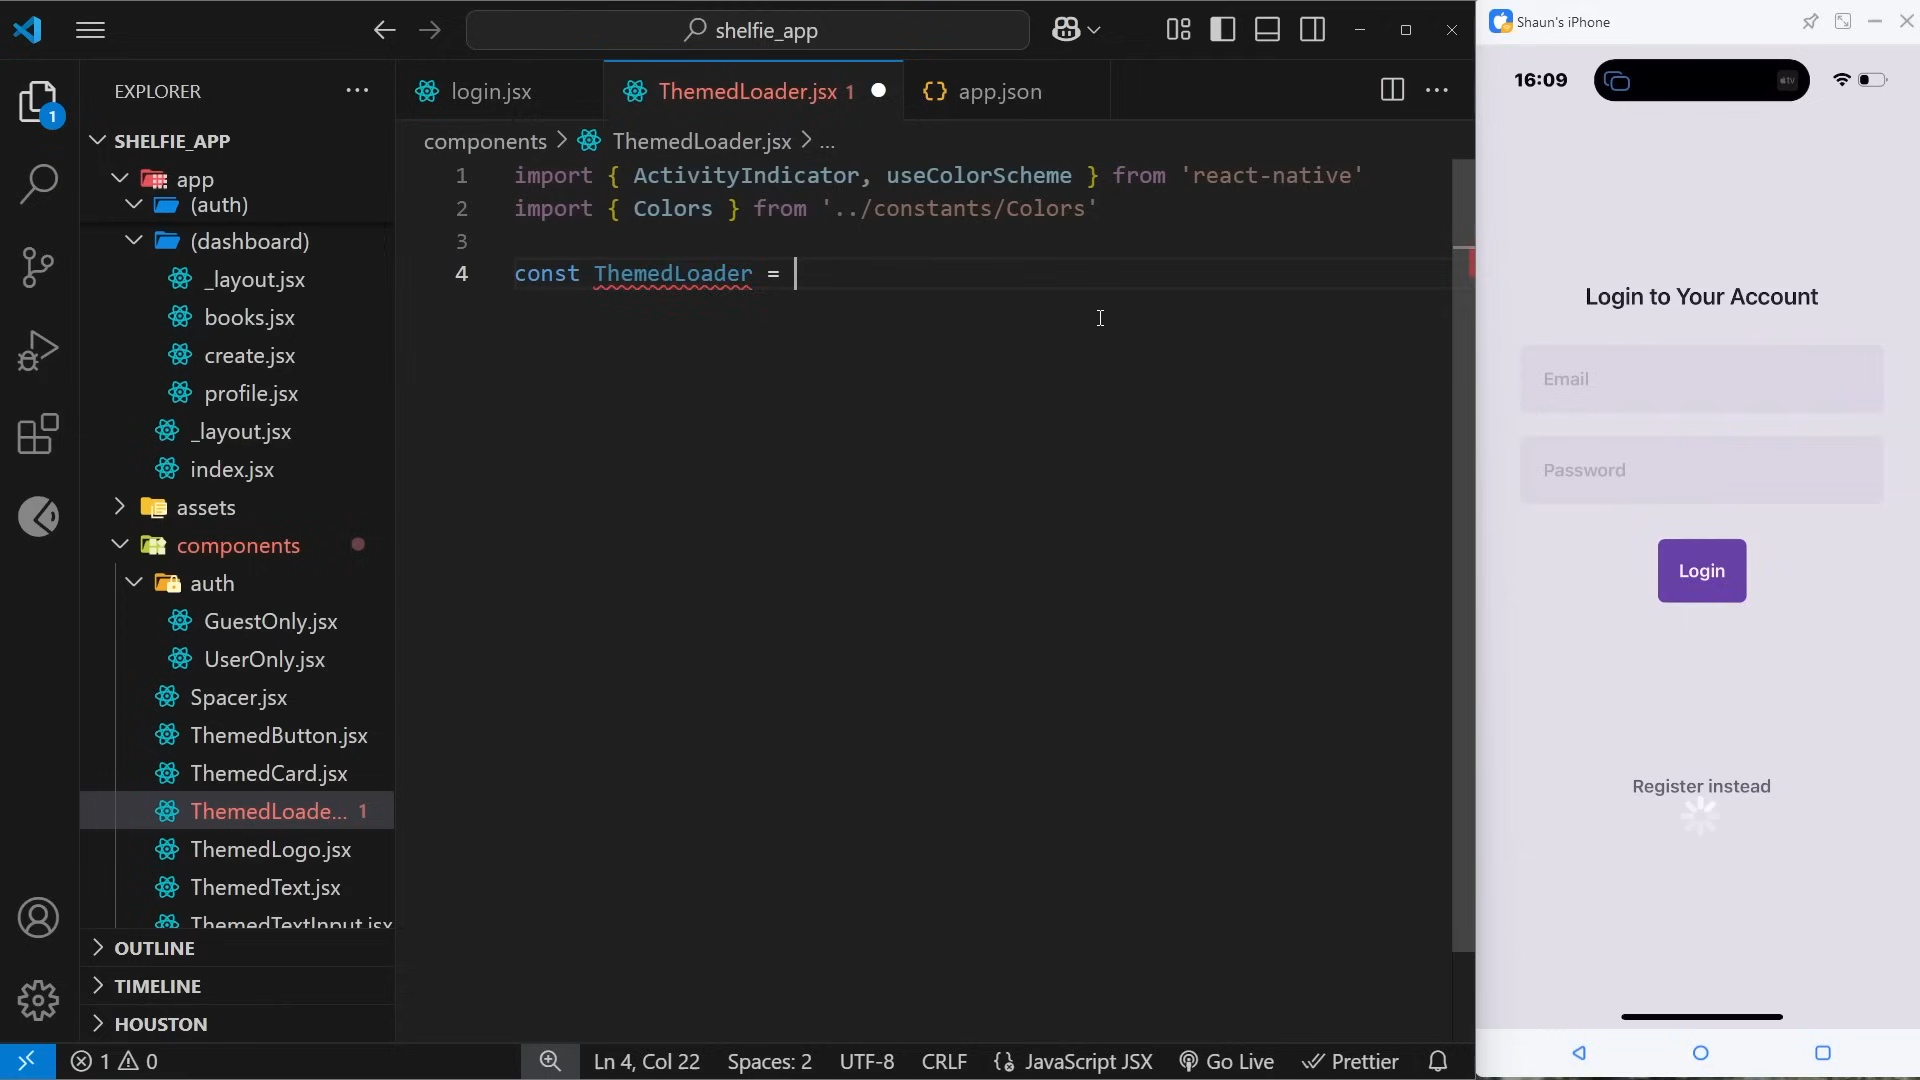 shelfie_app
Shaun's iPhone
EXPLORER
login.jsx
ThemedLoader.jsx 1
{} app.json
SHELFIE_APP
components > ThemedLoader.jsx > ...
app
(auth)
(dashboard)
_layout.jsx
books.jsx
create.jsx
profile.jsx
_layout.jsx
index.jsx
assets
components
auth
GuestOnly.jsx
UserOnly.jsx
Spacer.jsx
ThemedButton.jsx
ThemedCard.jsx
ThemedLoade... 1
ThemedLogo.jsx
ThemedText.jsx
ThemedTextInput.jsx
OUTLINE
TIMELINE
HOUSTON
1
1 import { ActivityIndicator, useColorScheme } from 'react-native'
2 import { Colors } from '../constants/Colors'
3
4 const ThemedLoader =
16:09
tv
Login to Your Account
Email
Password
Login
Register instead
1 0
Ln 4, Col 22
Spaces: 2
UTF-8
CRLF
JavaScript JSX
Go Live
Prettier